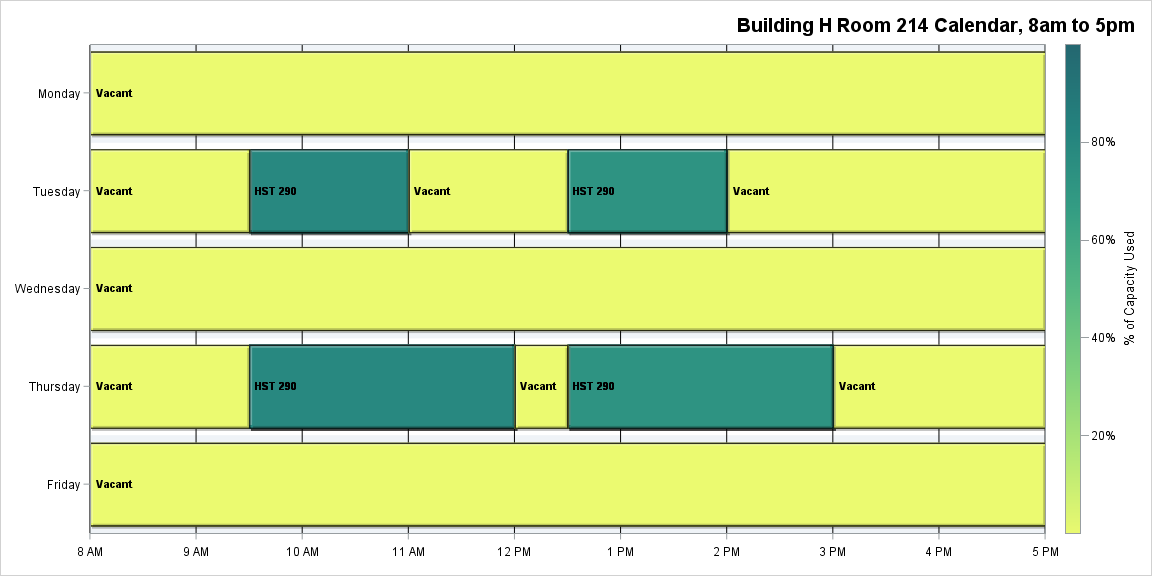 Building H Room 214 Calendar, 8am to 5pm
Monday
Vacant
Tuesday
Vacant
HST 290
Vacant
HST 290
Vacant
Wednesday
Vacant
Thursday
Vacant
HST 290
Vacant
HST 290
Vacant
Friday
Vacant
8 AM
9 AM
10 AM
11 AM
12 PM
1 PM
2 PM
3 PM
4 PM
5 PM
80%
60%
40%
20%
% of Capacity Used